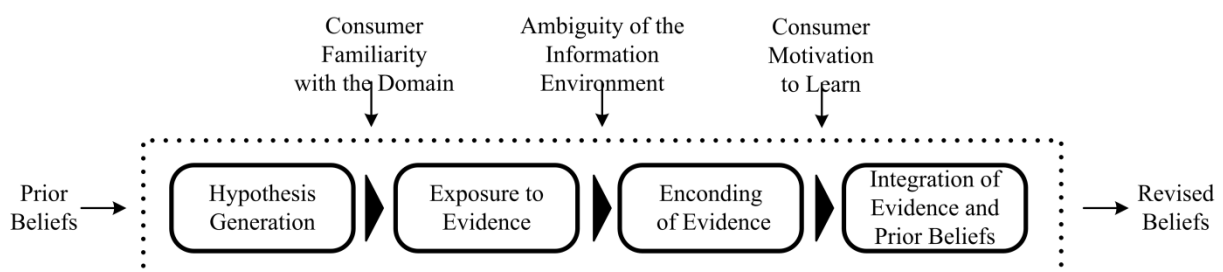 Consumer
Familiarity
with the Domain
Ambiguity of the
Information
Environment
Consumer
Motivation
to Learn
Prior
Beliefs
Hypothesis
Generation
Exposure to
Evidence
Enconding
of Evidence
Integration of
Evidence and
Prior Beliefs
Revised
Beliefs